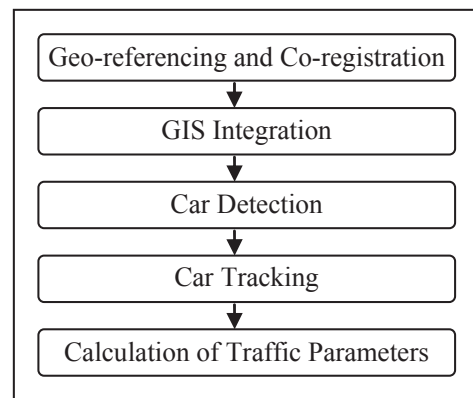 Geo-referencing and Co-registration
GIS Integration
Car Detection
Car Tracking
Calculation of Traffic Parameters